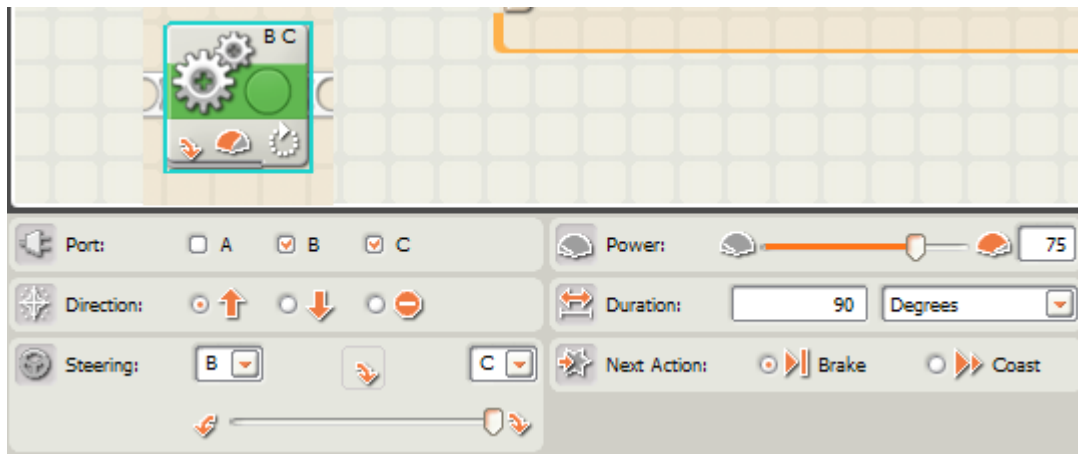 B C
Port: A B C
Power: 75
Direction:
Duration: 90 Degrees
Steering: B C
Next Action: Brake Coast